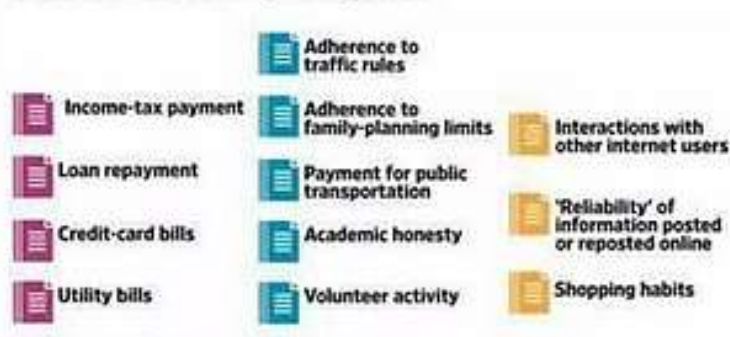 Income-tax payment
Loan repayment
Credit-card bills
Utility bills
Adherence to
traffic rules
Adherence to
family-planning limits
Payment for public
transportation
Academic honesty
Volunteer activity
Interactions with
other internet users
'Reliability' of
information posted
or reposted online
Shopping habits